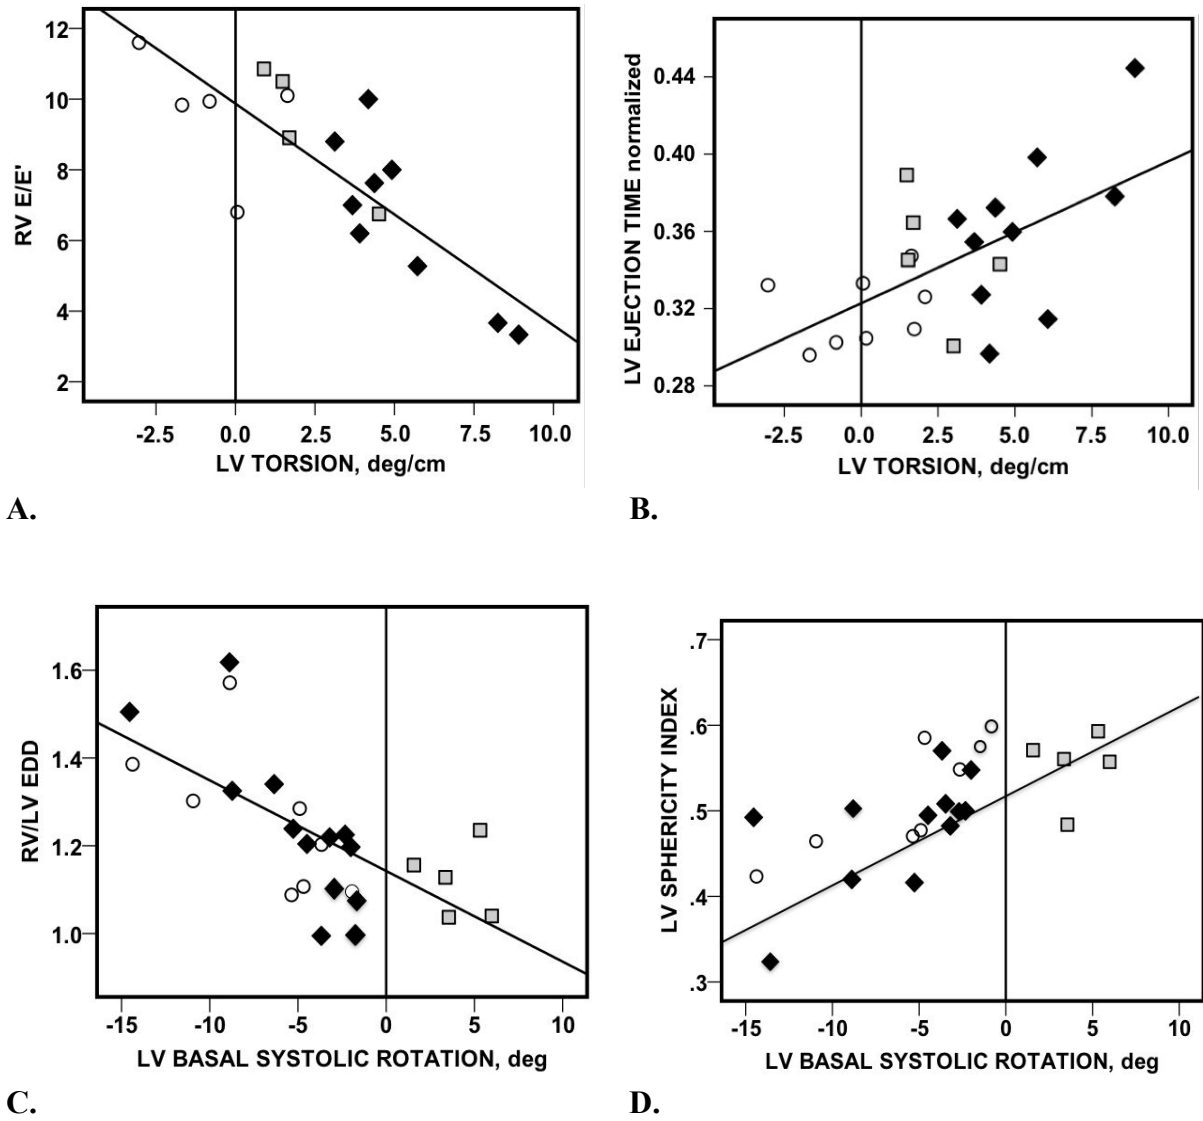 12
10
8
6
4
2
RV E/E'
-2.5 0.0 2.5 5.0 7.5 10.0
LV TORSION, deg/cm
A.
0.44
0.40
0.36
0.32
0.28
LV EJECTION TIME normalized
-2.5 0.0 2.5 5.0 7.5 10.0
LV TORSION, deg/cm
B.
1.6
1.4
1.2
1.0
RV/LV EDD
-15 -10 -5 0 5 10
LV BASAL SYSTOLIC ROTATION, deg
C.
.7
.6
.5
.4
.3
LV SPHERICITY INDEX
-15 -10 -5 0 5 10
LV BASAL SYSTOLIC ROTATION, deg
D.